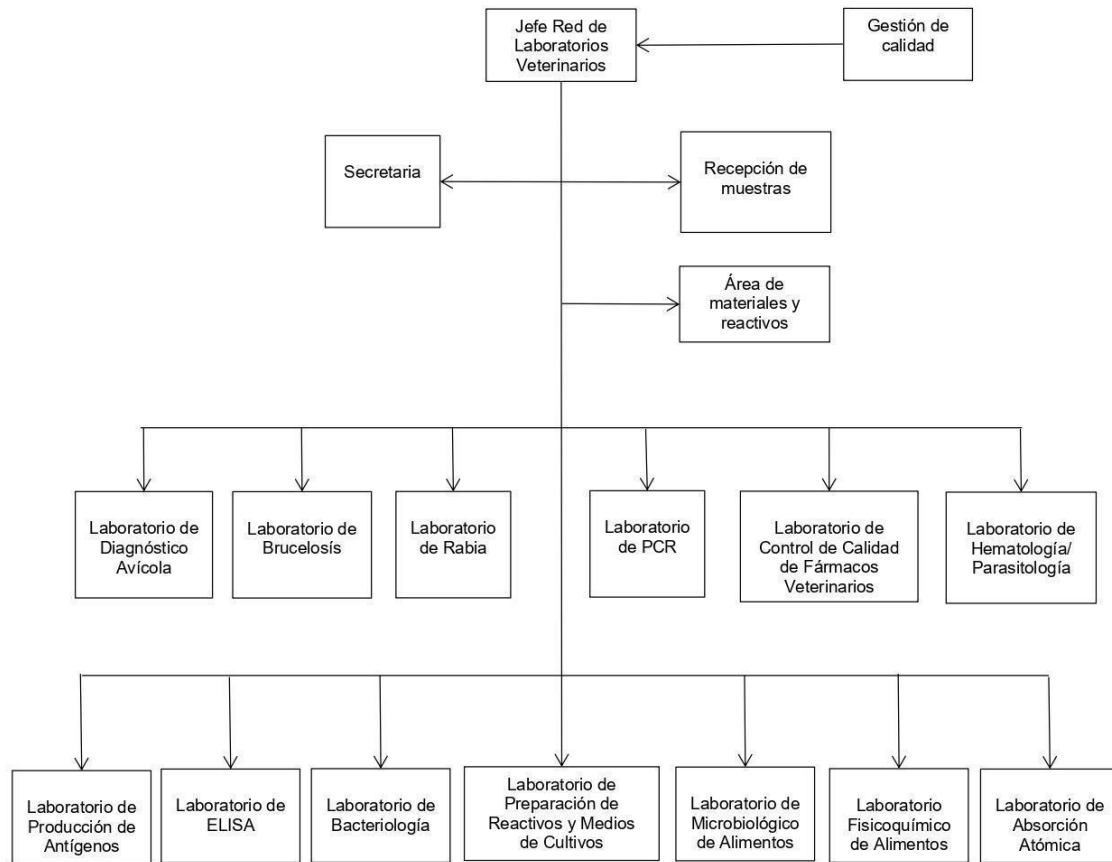 Jefe Red de
Laboratorios
Veterinarios
Gestión de
calidad
Secretaria
Recepción de
muestras
Área de
materiales y
reactivos
Laboratorio de
Diagnóstico
Avícola
Laboratorio de
Brucelosís
Laboratorio
de Rabia
Laboratorio
de PCR
Laboratorio de
Control de Calidad
de Fármacos
Veterinarios
Laboratorio de
Hematología/
Parasitología
Laboratorio de
Producción de
Antígenos
Laboratorio de
ELISA
Laboratorio de
Bacteriología
Laboratorio de
Preparación de
Reactivos y Medios
de Cultivos
Laboratorio de
Microbiológico
de Alimentos
Laboratorio
Fisicoquímico
de Alimentos
Laboratorio de
Absorción
Atómica